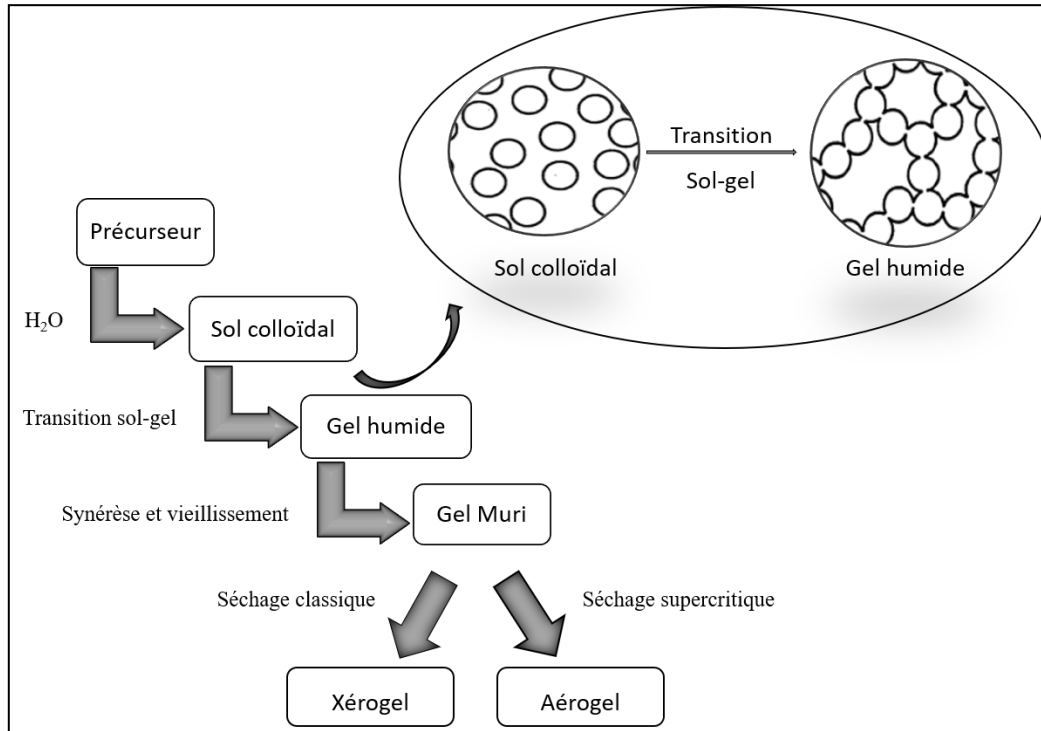 Transition
Sol-gel
Sol colloïdal
Gel humide
Précurseur
H₂O
Sol colloïdal
Transition sol-gel
Gel humide
Synérèse et vieillissement
Gel Muri
Séchage classique
Séchage supercritique
Xérogel
Aérogel